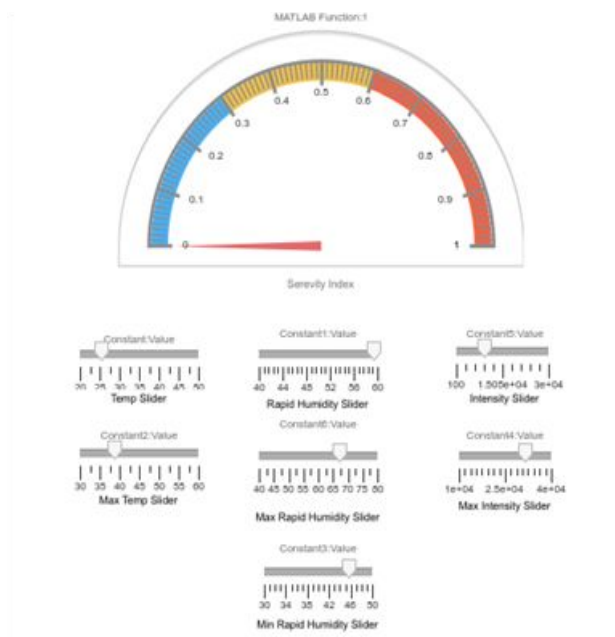 MATLAB Function:1
0 0.1 0.2 0.3 0.4 0.5 0.6 0.7 0.8 0.9 1
Serevity Index
Constant:Value
20 25 30 35 40 45 50
Temp Slider
Constant1:Value
40 44 48 52 56 60
Rapid Humidity Slider
Constant5:Value
100 1.505e+04 3e+04
Intensity Slider
Constant2:Value
30 35 40 45 50 55 60
Max Temp Slider
Constant6:Value
40 45 50 55 60 65 70 75 80
Max Rapid Humidity Slider
Constant4:Value
1e+04 2.5e+04 4e+04
Max Intensity Slider
Constant3:Value
30 34 38 42 46 50
Min Rapid Humidity Slider